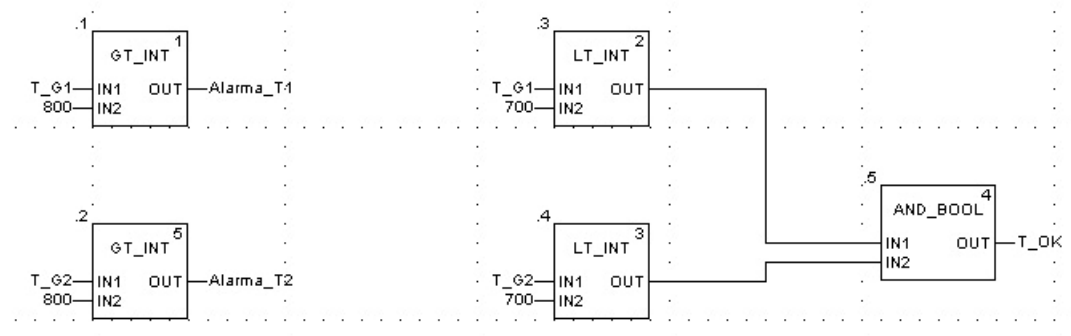 .1
1
GT_INT
T_G1 IN1 OUT Alarma_T1
800 IN2
.3
2
LT_INT
T_G1 IN1 OUT
700 IN2
.2
5
GT_INT
T_G2 IN1 OUT Alarma_T2
800 IN2
.4
3
LT_INT
T_G2 IN1 OUT
700 IN2
.5
4
AND_BOOL
IN1 OUT T_OK
IN2